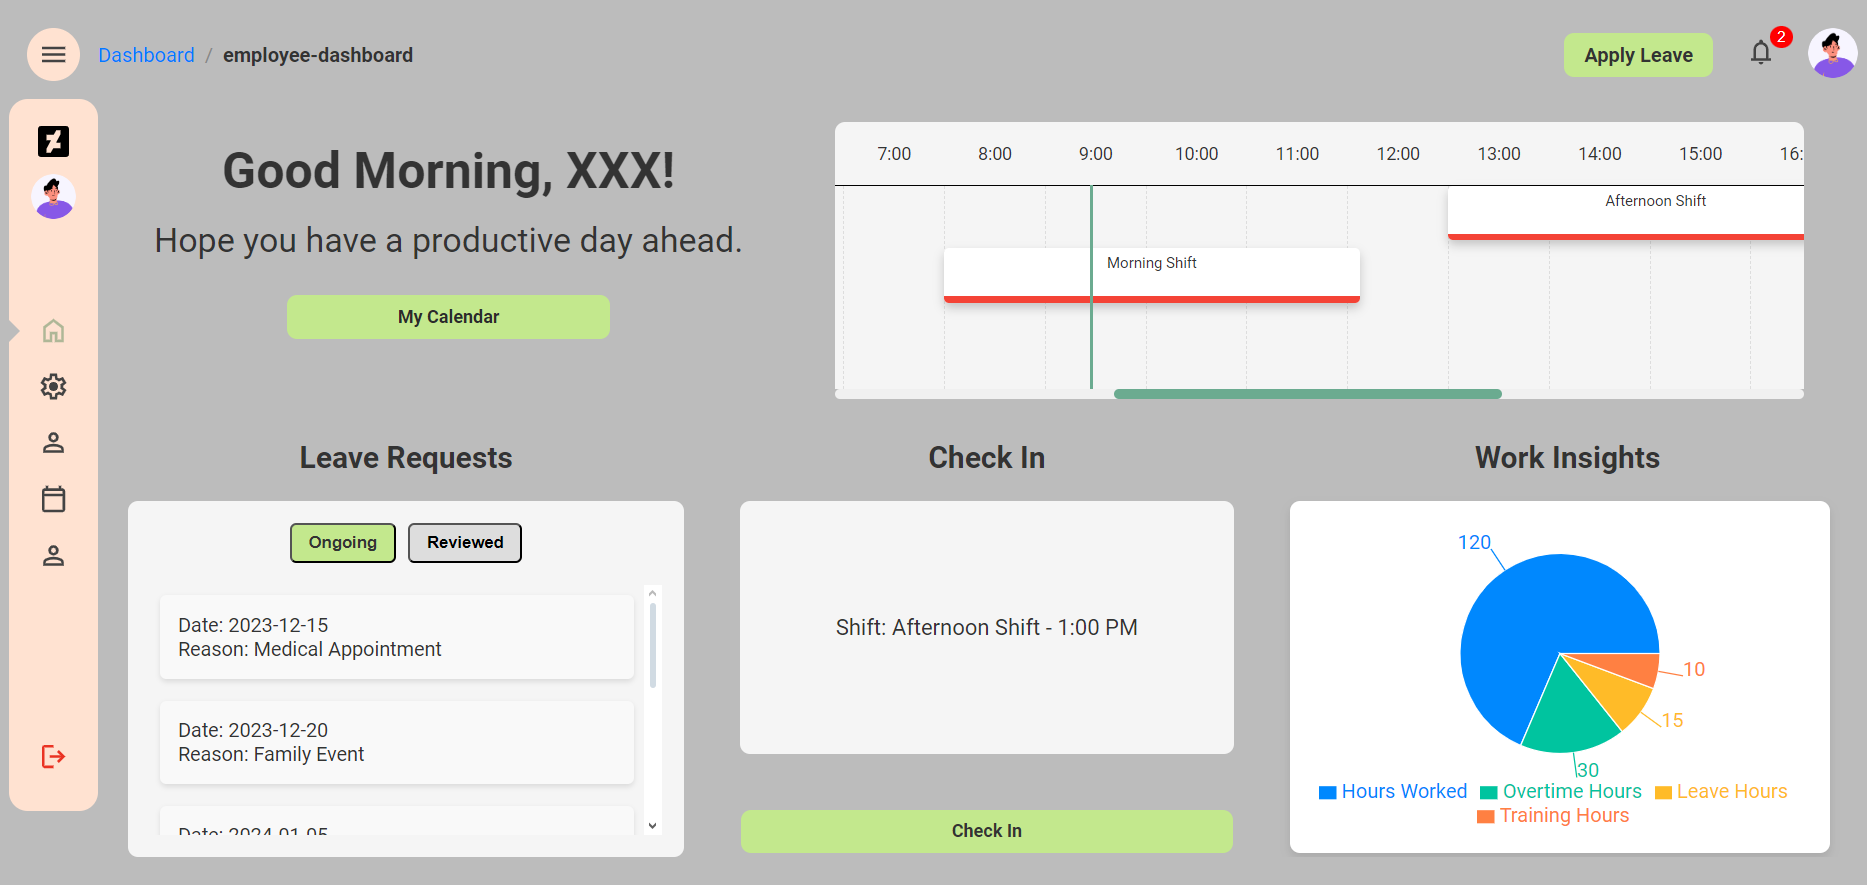 Dashboard / employee-dashboard
Apply Leave
2
Good Morning, XXX!
Hope you have a productive day ahead.
My Calendar
7:00 8:00 9:00 10:00 11:00 12:00 13:00 14:00 15:00 16:
Afternoon Shift
Morning Shift
Leave Requests
Ongoing Reviewed
Date: 2023-12-15
Reason: Medical Appointment
Date: 2023-12-20
Reason: Family Event
Date: 2024-01-05
Check In
Shift: Afternoon Shift - 1:00 PM
Check In
Work Insights
120
10
15
30
Hours Worked Overtime Hours Leave Hours
Training Hours